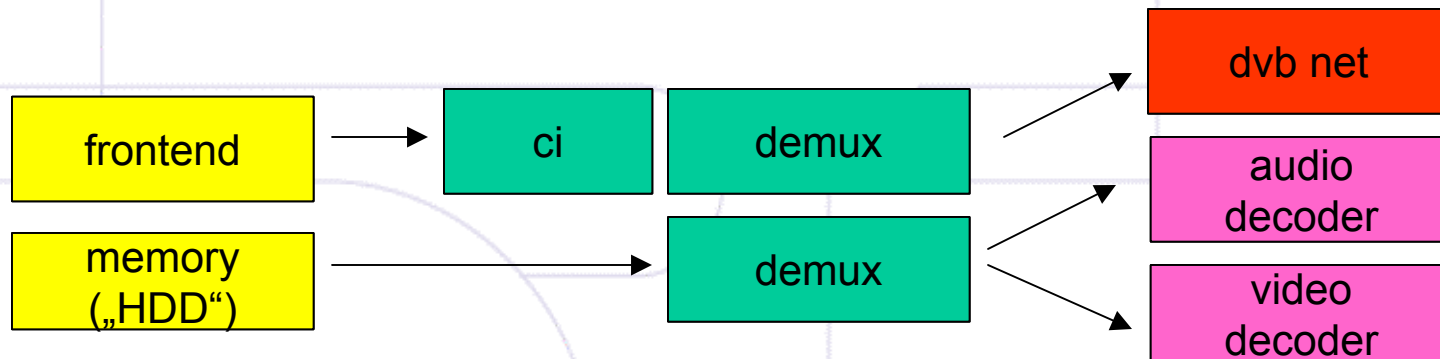 dvb net
frontend
ci
demux
audio
decoder
memory
(„HDD“)
demux
video
decoder